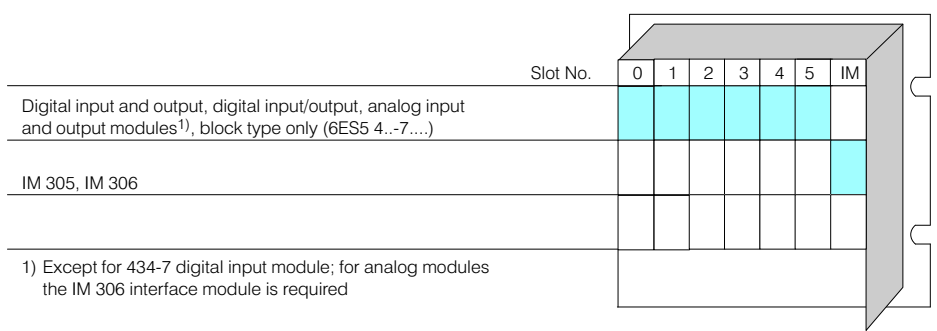 Slot No. 0 1 2 3 4 5 IM
Digital input and output, digital input/output, analog input
and output modules1), block type only (6ES5 4..-7....)
IM 305, IM 306
1) Except for 434-7 digital input module; for analog modules
the IM 306 interface module is required